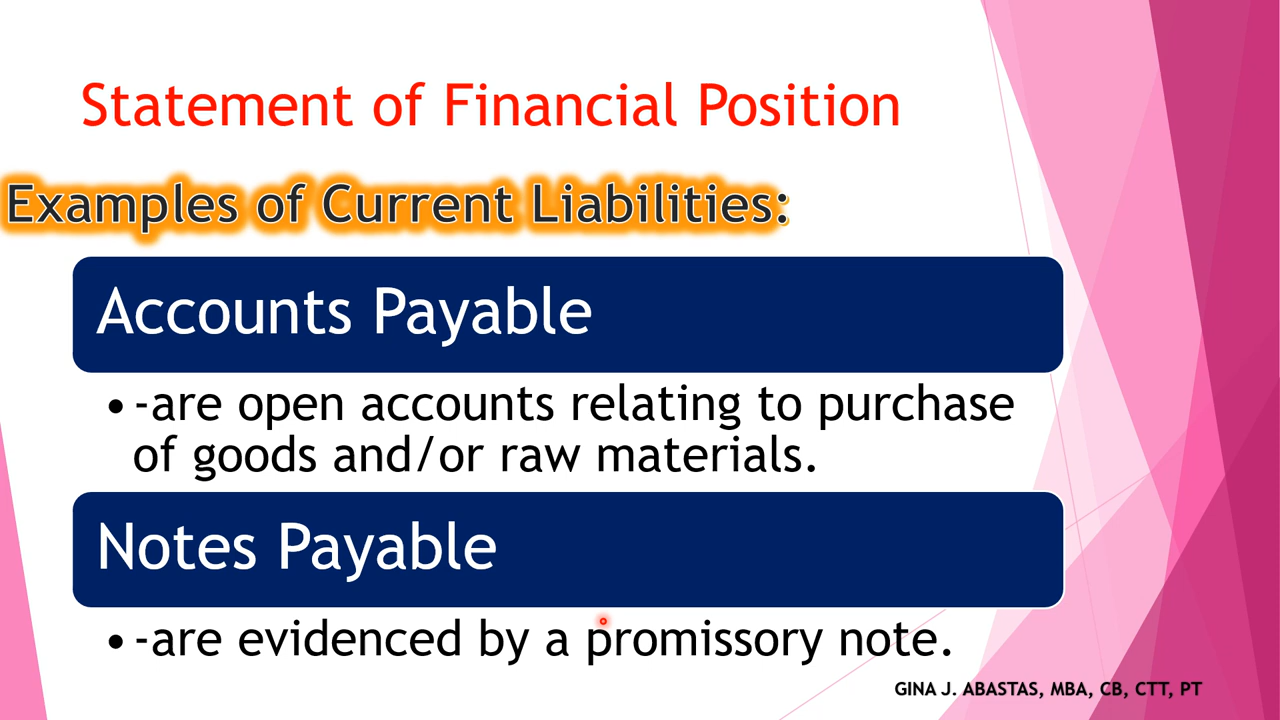 Statement of Financial Position
Examples of Current Liabilities:
Accounts Payable
• -are open accounts relating to purchase
of goods and/or raw materials.
Notes Payable
• -are evidenced by a promissory note.
GINA J. ABASTAS, MBA, CB, CTT, PT